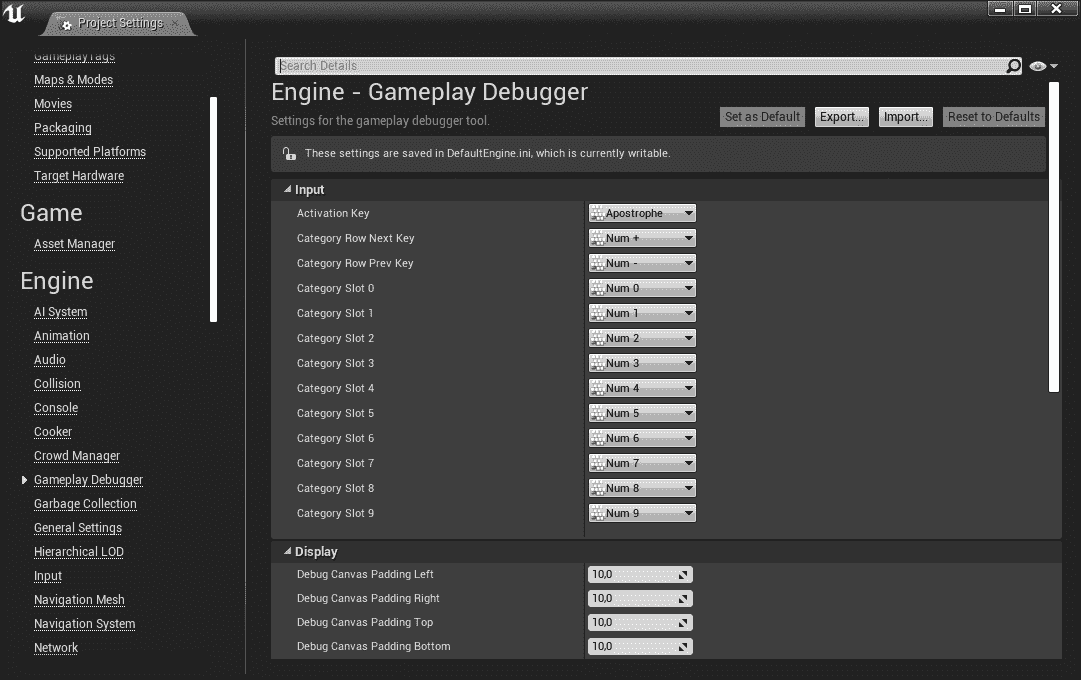 Project Settings
GameplayTags
Maps & Modes
Movies
Packaging
Supported Platforms
Target Hardware
Game
Asset Manager
Engine
AI System
Animation
Audio
Collision
Console
Cooker
Crowd Manager
Gameplay Debugger
Garbage Collection
General Settings
Hierarchical LOD
Input
Navigation Mesh
Navigation System
Network
Search Details
Engine - Gameplay Debugger
Settings for the gameplay debugger tool.
Set as Default Export... Import... Reset to Defaults
These settings are saved in DefaultEngine.ini, which is currently writable.
Input
Activation Key Apostrophe
Category Row Next Key Num +
Category Row Prev Key Num -
Category Slot 0 Num 0
Category Slot 1 Num 1
Category Slot 2 Num 2
Category Slot 3 Num 3
Category Slot 4 Num 4
Category Slot 5 Num 5
Category Slot 6 Num 6
Category Slot 7 Num 7
Category Slot 8 Num 8
Category Slot 9 Num 9
Display
Debug Canvas Padding Left 10,0
Debug Canvas Padding Right 10,0
Debug Canvas Padding Top 10,0
Debug Canvas Padding Bottom 10,0